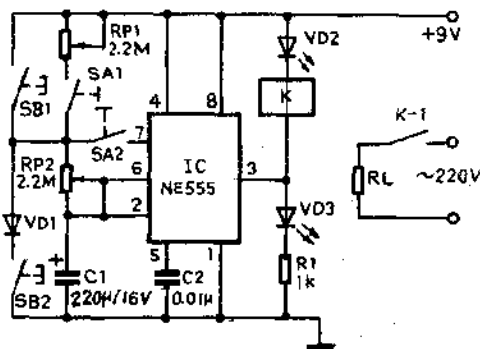 RP1
2.2M
VD2
+9V
SA1
SB1
4
8
K
K-1
SA2
7
IC
NE555
3
RP2
2.2M
6
2
RL
~220V
VD1
VD3
5
1
+
C1
220μ/16V
C2
0.01μ
R1
1k
SB2